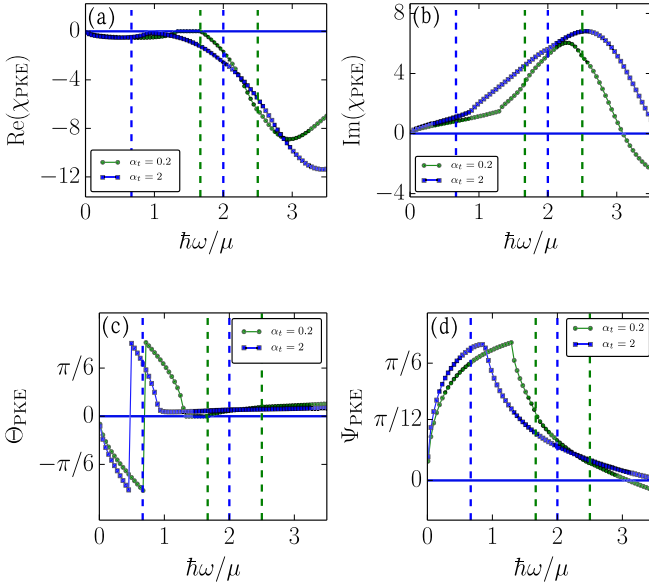 (a)
Re(χPKE)
0
−4
−8
−12
αt = 0.2
αt = 2
0 1 2 3
ħω/μ
(b)
Im(χPKE)
8
4
0
−4
αt = 0.2
αt = 2
0 1 2 3
ħω/μ
(c)
ΘPKE
π/6
0
−π/6
αt = 0.2
αt = 2
0 1 2 3
ħω/μ
(d)
ΨPKE
π/6
π/12
0
αt = 0.2
αt = 2
0 1 2 3
ħω/μ